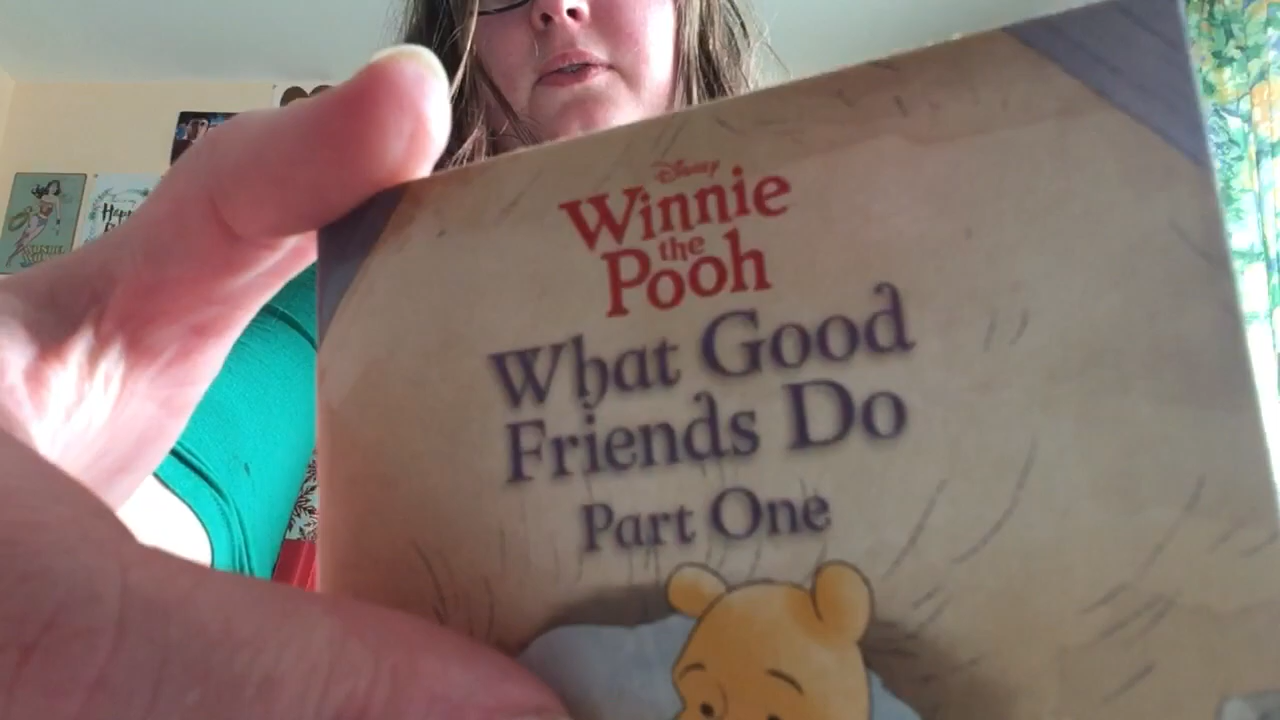 Disney
Winnie
the
Pooh
What Good
Friends Do
Part One